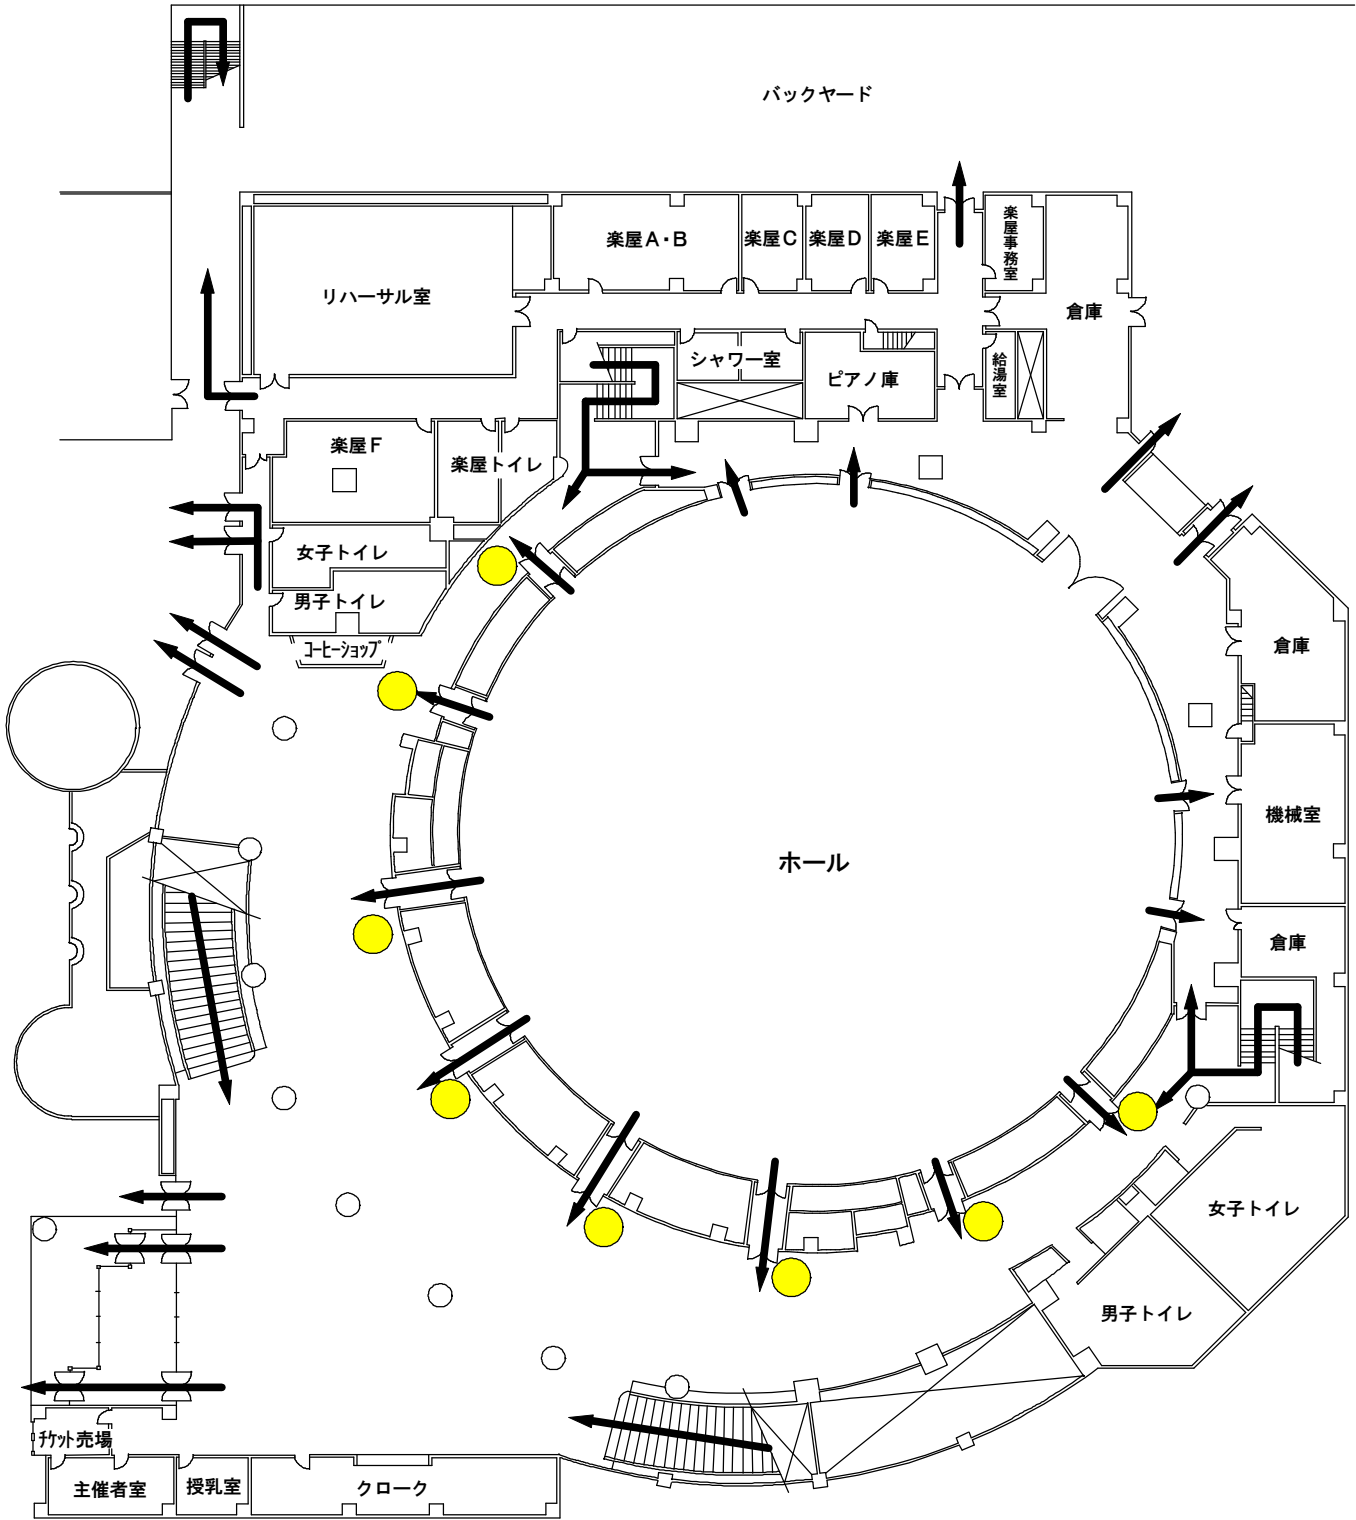 バックヤード
楽屋A・B
楽屋C
楽屋D
楽屋E
楽屋事務室
リハーサル室
倉庫
シャワー室
ピアノ庫
給湯室
楽屋F
楽屋トイレ
女子トイレ
男子トイレ
コーヒーショップ
倉庫
機械室
ホール
倉庫
女子トイレ
男子トイレ
チケット売場
主催者室
授乳室
クローク